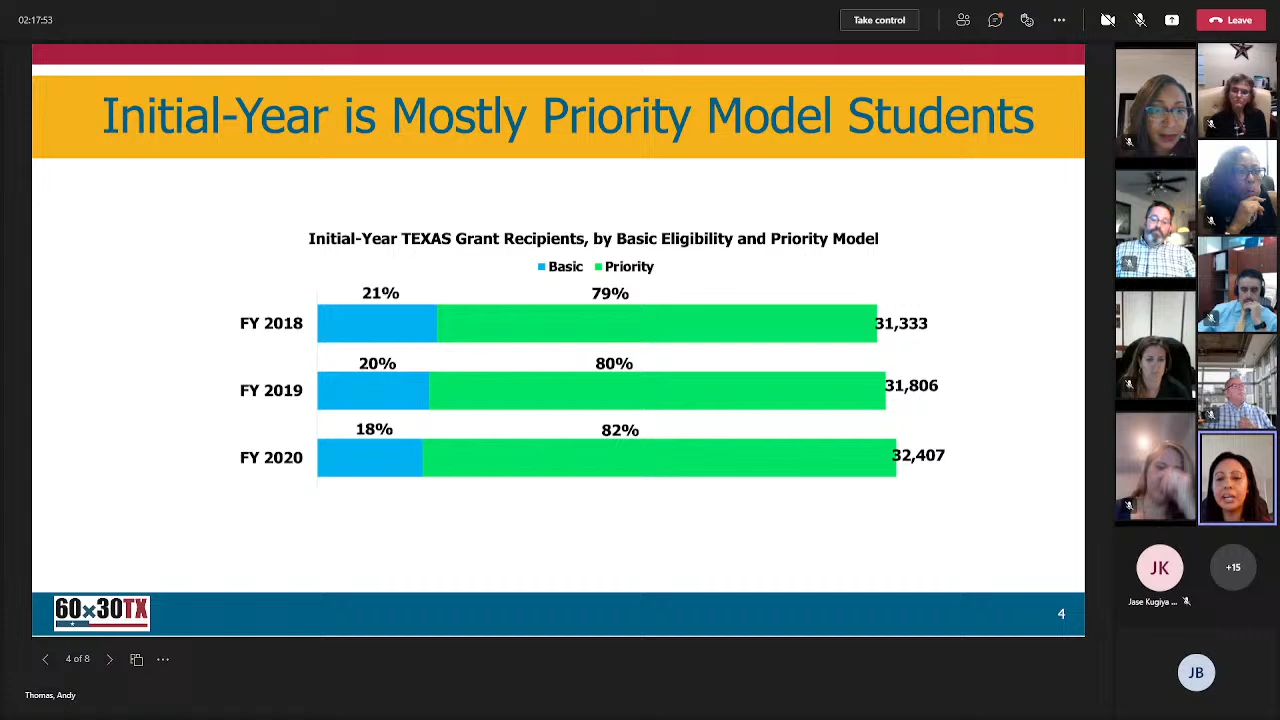 02:17:53
Take control
Leave
Initial-Year is Mostly Priority Model Students
Initial-Year TEXAS Grant Recipients, by Basic Eligibility and Priority Model
Basic Priority
21% 79%
FY 2018 31,333
20% 80%
FY 2019 31,806
18% 82%
FY 2020 32,407
60x30TX
4
JK
+15
Jase Kugiya ...
4 of 8
JB
Thomas, Andy